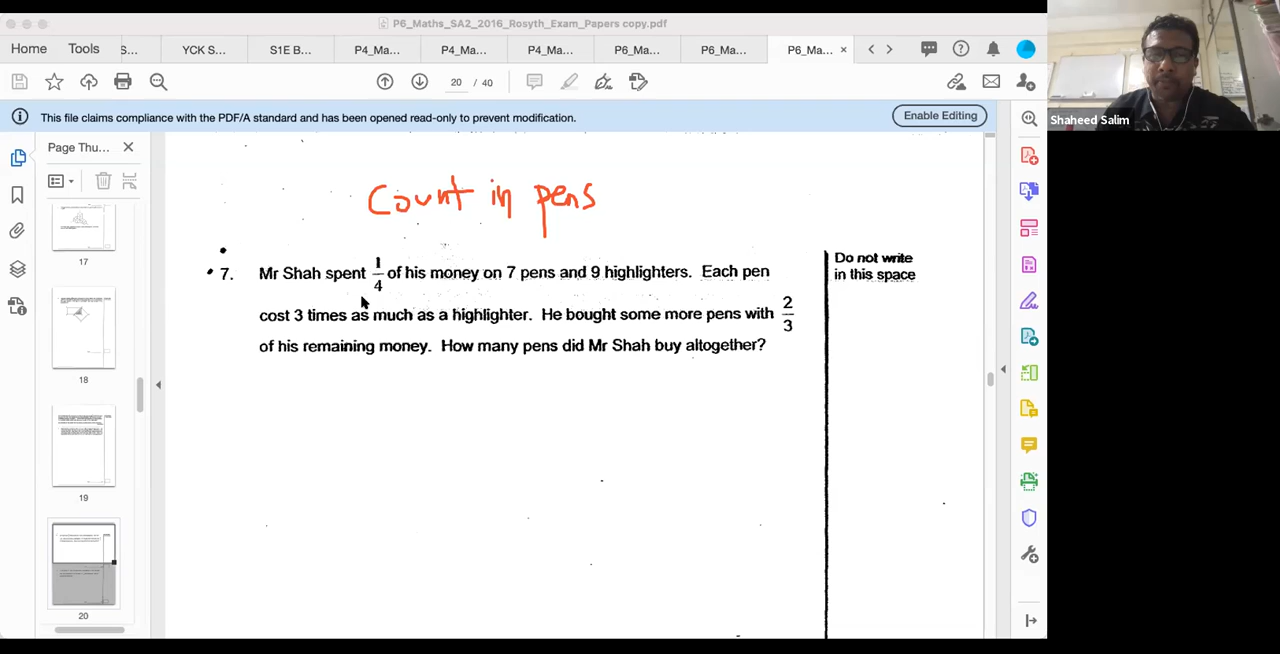 P6_Maths_SA2_2016_Rosyth_Exam_Papers copy.pdf
Home Tools S... YCK S... S1E B... P4_Ma... P4_Ma... P4_Ma... P6_Ma... P6_Ma... P6_Ma... ×
20 / 40
This file claims compliance with the PDF/A standard and has been opened read-only to prevent modification. Enable Editing
Shaheed Salim
Page Thu... ×
17
18
19
20
Count in pens
7. Mr Shah spent 1/4 of his money on 7 pens and 9 highlighters. Each pen
cost 3 times as much as a highlighter. He bought some more pens with 2/3
of his remaining money. How many pens did Mr Shah buy altogether?
Do not write
in this space